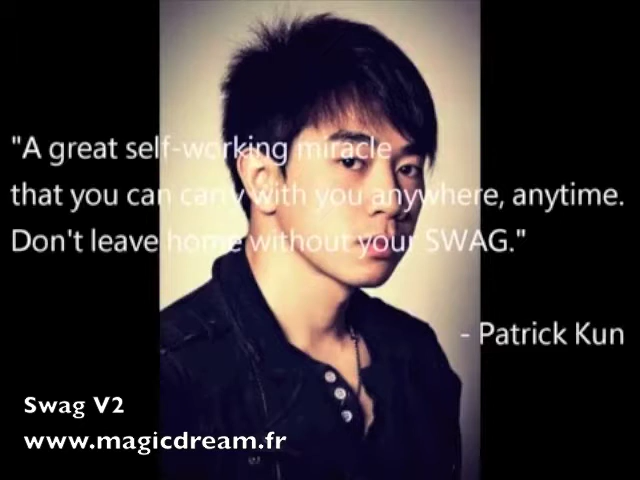 "A great self-working miracle
that you can carry with you anywhere, anytime.
Don't leave home without your SWAG."
- Patrick Kun
Swag V2
www.magicdream.fr